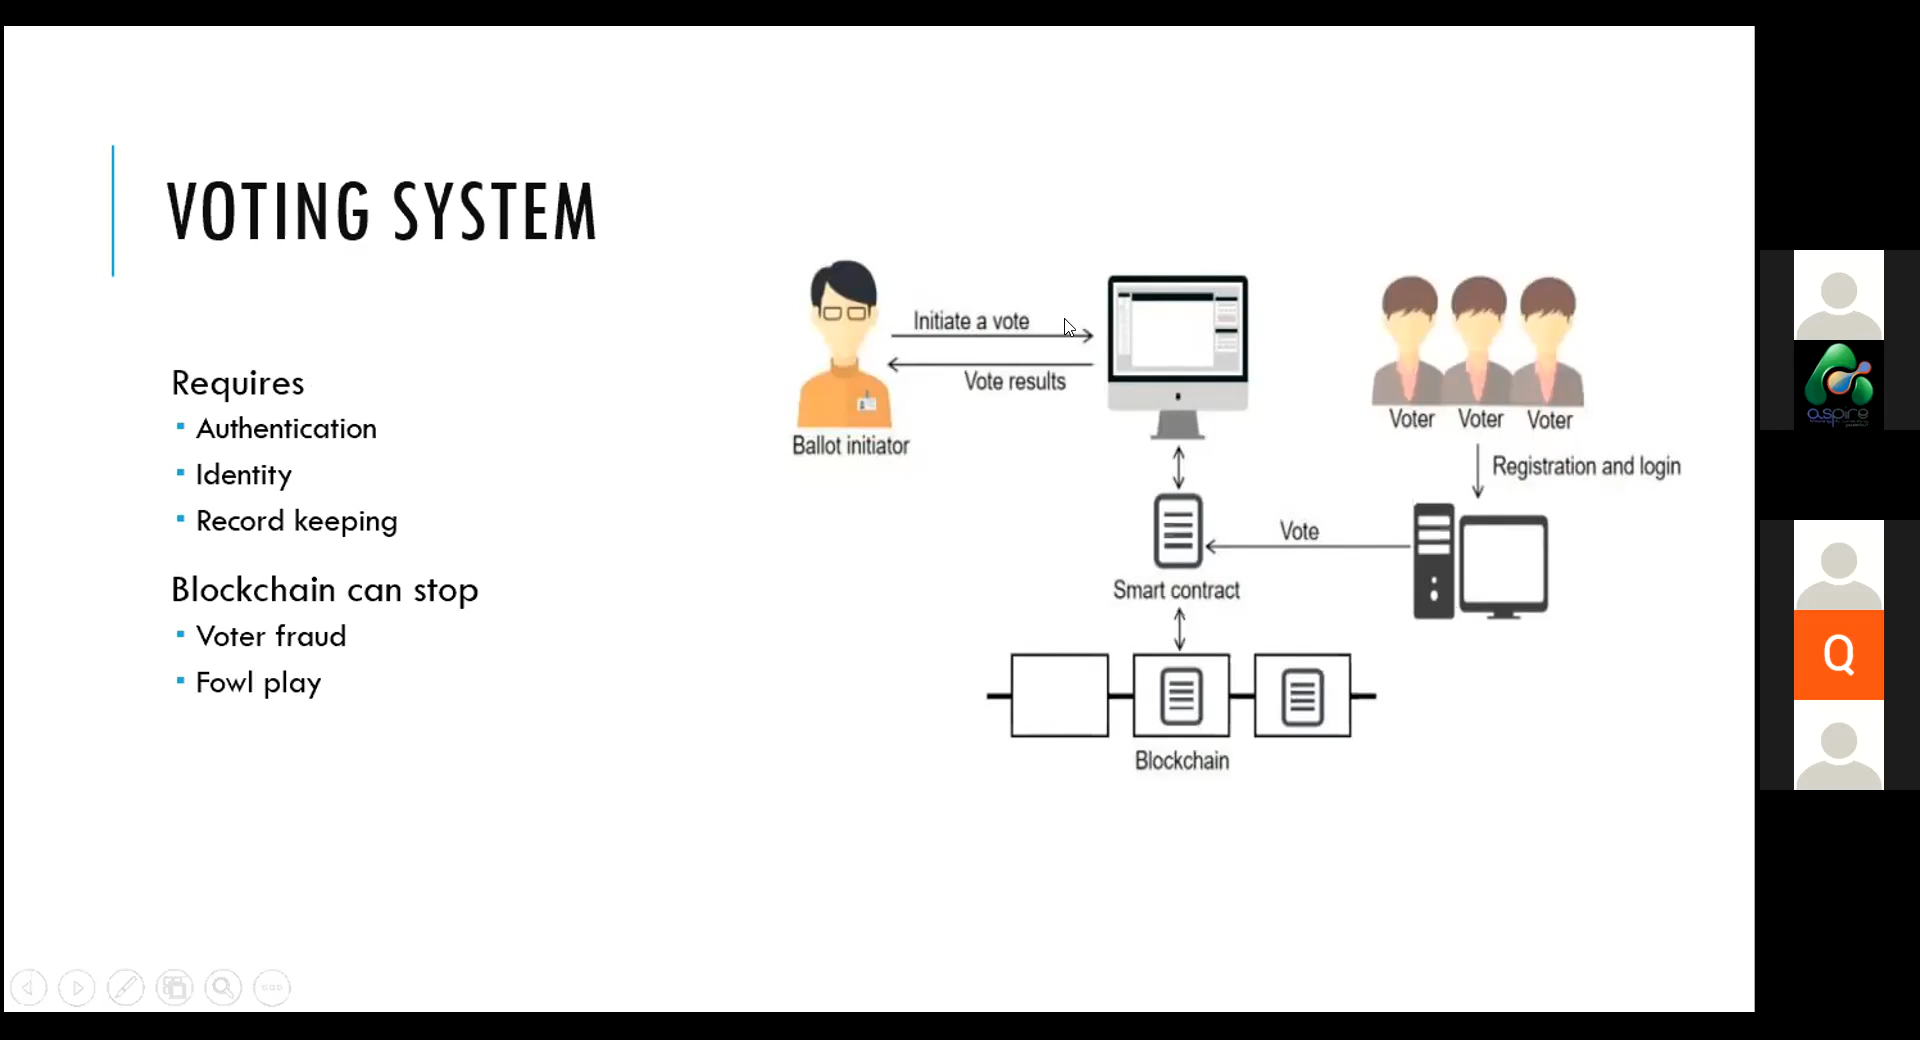 VOTING SYSTEM
Requires
Authentication
Identity
Record keeping
Blockchain can stop
Voter fraud
Fowl play
Initiate a vote
Vote results
Ballot initiator
Voter Voter Voter
Registration and login
Vote
Smart contract
Blockchain
aspire
Q